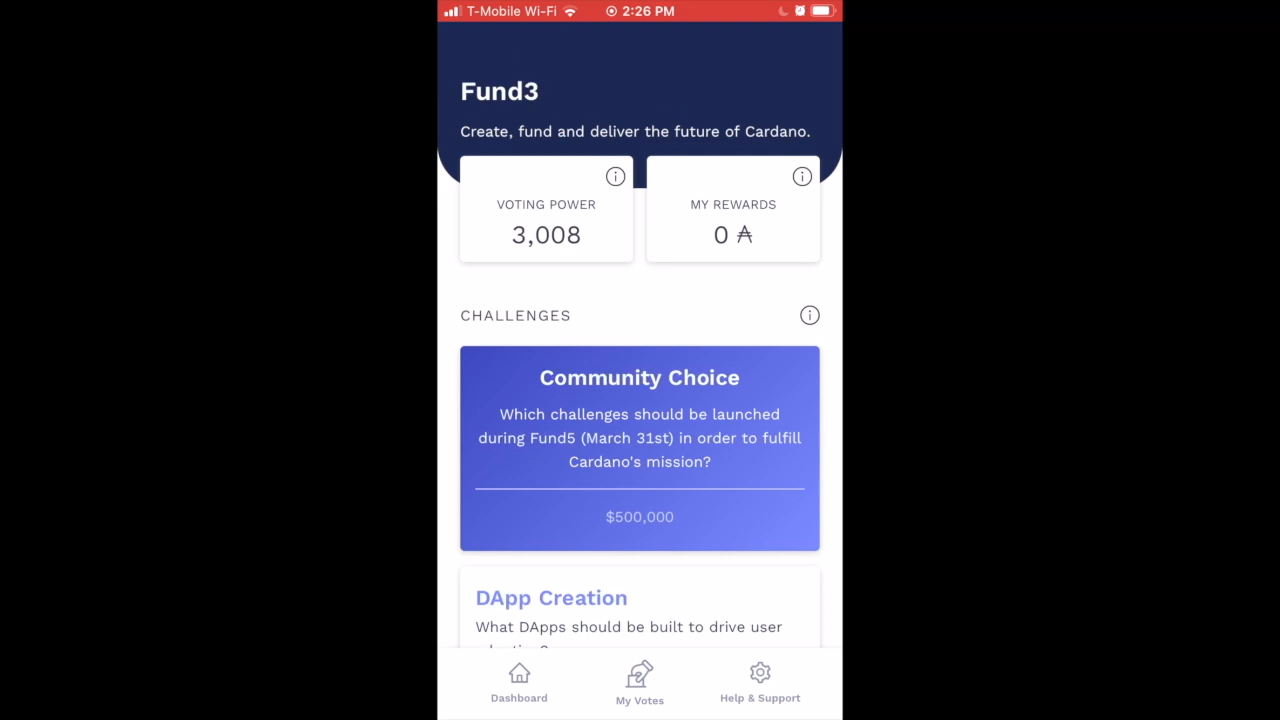 T-Mobile Wi-Fi 2:26 PM
Fund3
Create, fund and deliver the future of Cardano.
VOTING POWER
3,008
MY REWARDS
0 ₳
CHALLENGES
Community Choice
Which challenges should be launched
during Fund5 (March 31st) in order to fulfill
Cardano's mission?
$500,000
DApp Creation
What DApps should be built to drive user
Dashboard
My Votes
Help & Support